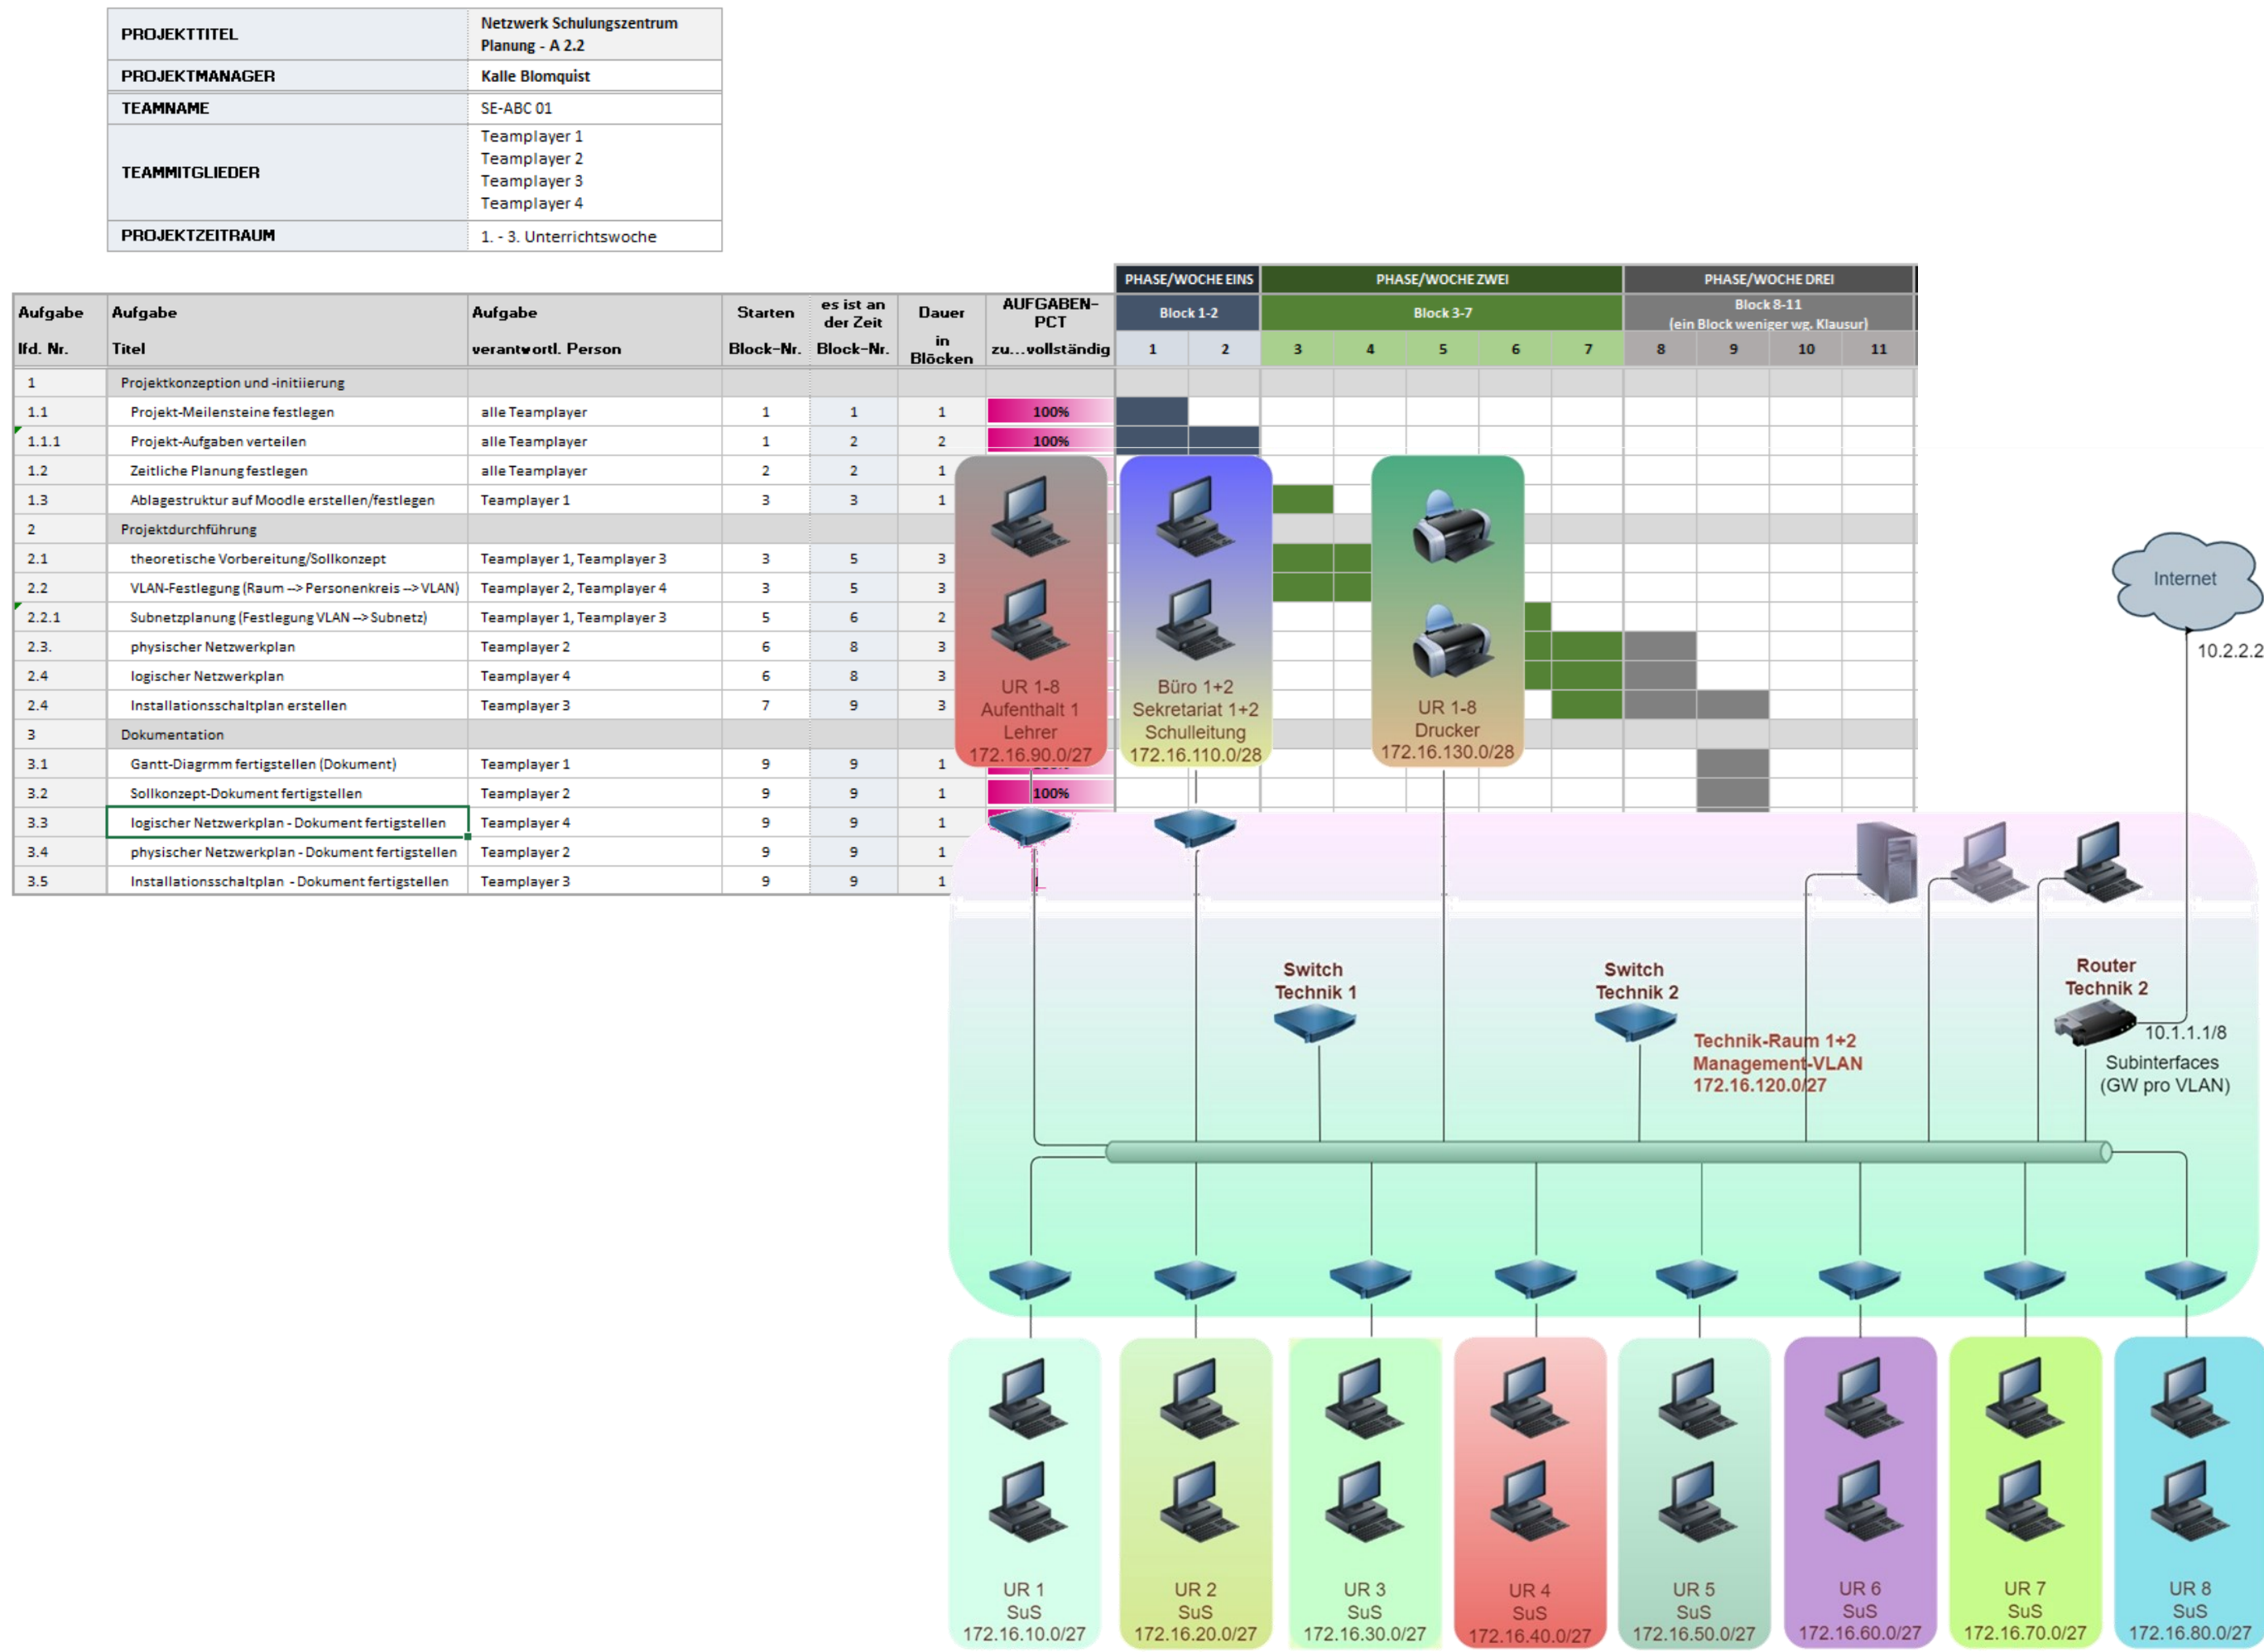 PROJEKTTITEL
Netzwerk Schulungszentrum
Planung - A 2.2
PROJEKTMANAGER
Kalle Blomquist
TEAMNAME
SE-ABC 01
TEAMMITGLIEDER
Teamplayer 1
Teamplayer 2
Teamplayer 3
Teamplayer 4
PROJEKTZEITRAUM
1. - 3. Unterrichtswoche
PHASE/WOCHE EINS PHASE/WOCHE ZWEI PHASE/WOCHE DREI
Block 1-2 Block 3-7 Block 8-11
(ein Block weniger wg. Klausur)
1 2 3 4 5 6 7 8 9 10 11
Aufgabe Aufgabe Aufgabe Starten es ist an der Zeit Dauer AUFGABEN-PCT
lfd. Nr. Titel verantwortl. Person Block-Nr. Block-Nr. in Blöcken zu...vollständig
1 Projektkonzeption und -initiierung
1.1 Projekt-Meilensteine festlegen alle Teamplayer 1 1 1 100%
1.1.1 Projekt-Aufgaben verteilen alle Teamplayer 1 2 2 100%
1.2 Zeitliche Planung festlegen alle Teamplayer 2 2 1
1.3 Ablagestruktur auf Moodle erstellen/festlegen Teamplayer 1 3 3 1
2 Projektdurchführung
2.1 theoretische Vorbereitung/Sollkonzept Teamplayer 1, Teamplayer 3 3 5 3
2.2 VLAN-Festlegung (Raum --> Personenkreis --> VLAN) Teamplayer 2, Teamplayer 4 3 5 3
2.2.1 Subnetzplanung (Festlegung VLAN --> Subnetz) Teamplayer 1, Teamplayer 3 5 6 2
2.3. physischer Netzwerkplan Teamplayer 2 6 8 3
2.4 logischer Netzwerkplan Teamplayer 4 6 8 3
2.4 Installationsschaltplan erstellen Teamplayer 3 7 9 3
3 Dokumentation
3.1 Gantt-Diagrmm fertigstellen (Dokument) Teamplayer 1 9 9 1
3.2 Sollkonzept-Dokument fertigstellen Teamplayer 2 9 9 1 100%
3.3 logischer Netzwerkplan - Dokument fertigstellen Teamplayer 4 9 9 1
3.4 physischer Netzwerkplan - Dokument fertigstellen Teamplayer 2 9 9 1
3.5 Installationsschaltplan - Dokument fertigstellen Teamplayer 3 9 9 1
UR 1-8
Aufenthalt 1
Lehrer
172.16.90.0/27
Büro 1+2
Sekretariat 1+2
Schulleitung
172.16.110.0/28
UR 1-8
Drucker
172.16.130.0/28
Internet
10.2.2.2
Switch
Technik 1
Switch
Technik 2
Technik-Raum 1+2
Management-VLAN
172.16.120.0/27
Router
Technik 2
10.1.1.1/8
Subinterfaces
(GW pro VLAN)
UR 1
SuS
172.16.10.0/27
UR 2
SuS
172.16.20.0/27
UR 3
SuS
172.16.30.0/27
UR 4
SuS
172.16.40.0/27
UR 5
SuS
172.16.50.0/27
UR 6
SuS
172.16.60.0/27
UR 7
SuS
172.16.70.0/27
UR 8
SuS
172.16.80.0/27